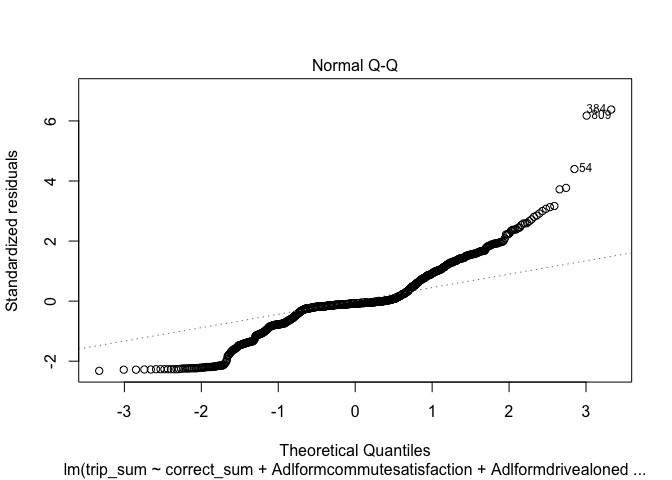 Normal Q-Q
Standardized residuals
6
4
2
0
-2
384
809
54
-3 -2 -1 0 1 2 3
Theoretical Quantiles
lm(trip_sum ~ correct_sum + Adlformcommutesatisfaction + Adlformdrivealoned ...